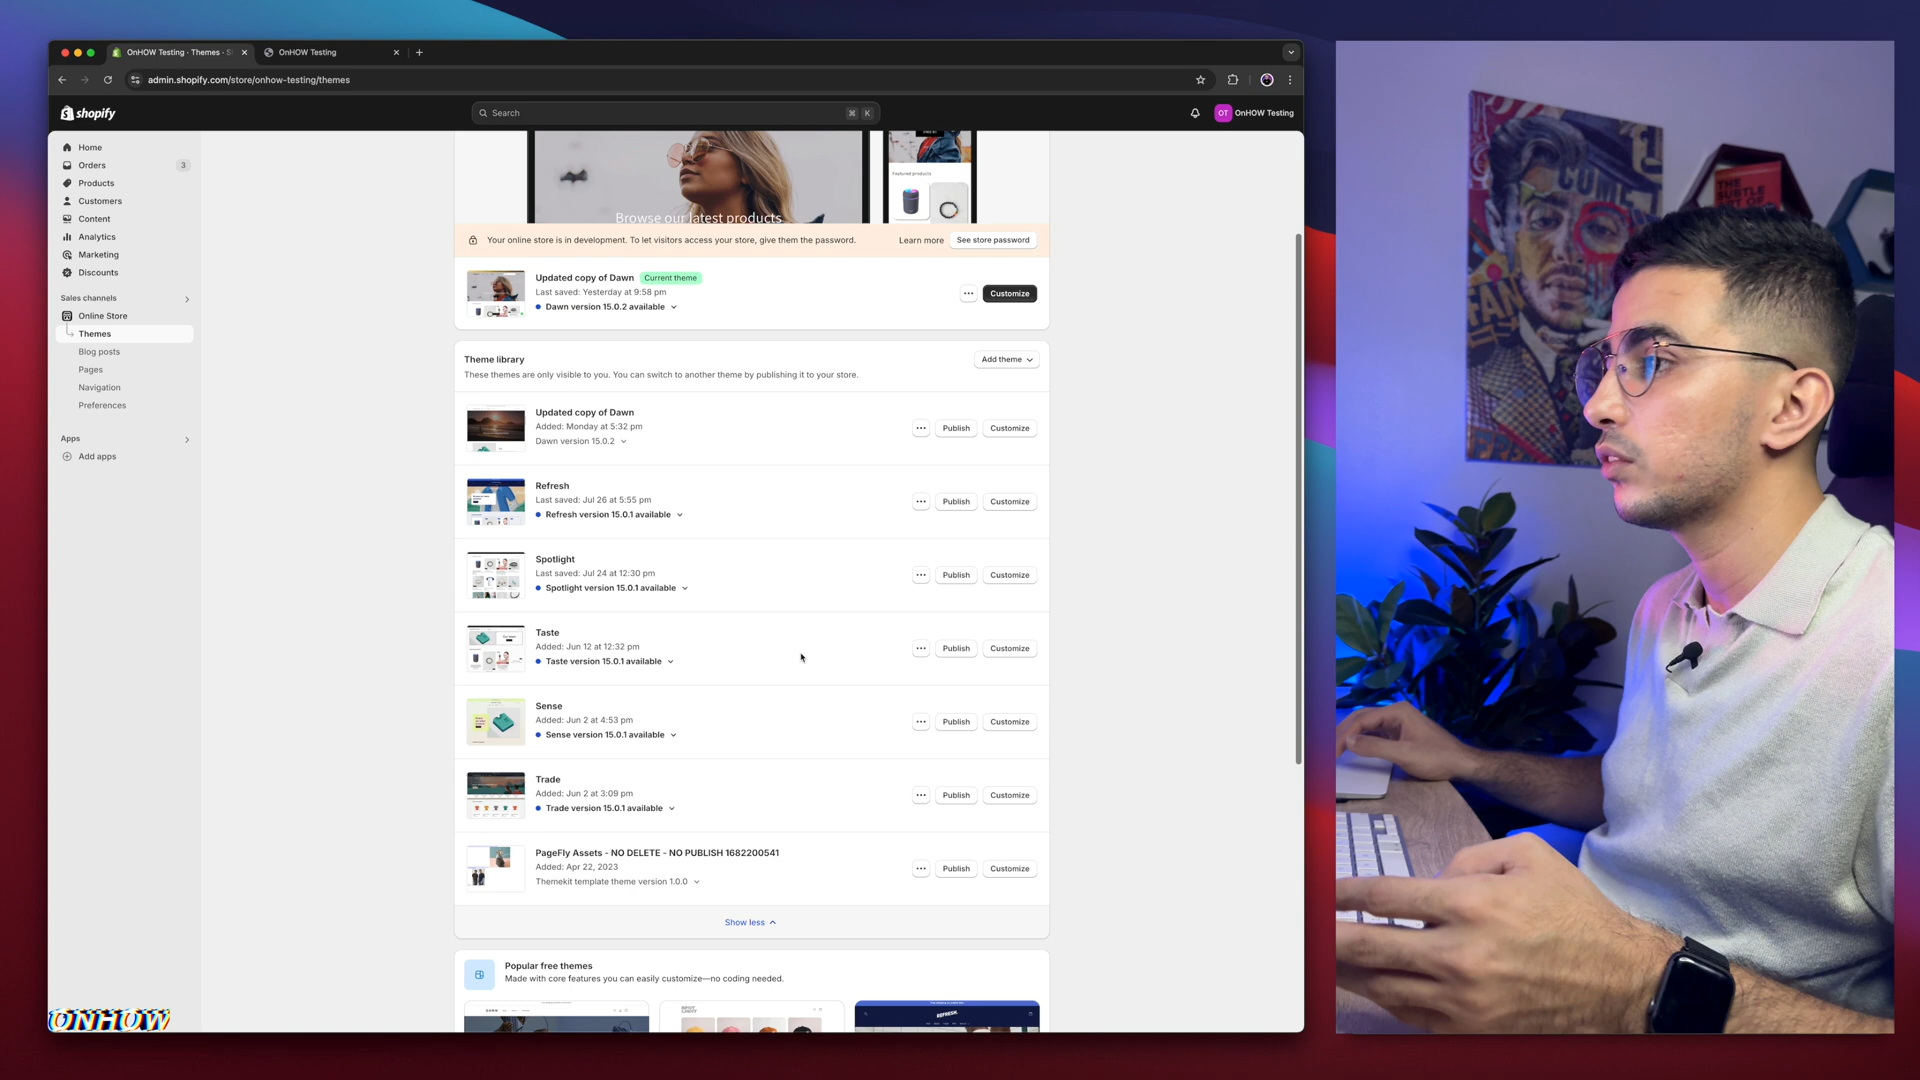 OnHOW Testing · Themes · S
OnHOW Testing
admin.shopify.com/store/onhow-testing/themes
shopify
Search
⌘ K
OT OnHOW Testing
Home
Orders 3
Products
Customers
Content
Analytics
Marketing
Discounts
Sales channels
Online Store
Themes
Blog posts
Pages
Navigation
Preferences
Apps
Add apps
Browse our latest products
Featured products
Your online store is in development. To let visitors access your store, give them the password.
Learn more
See store password
Updated copy of Dawn Current theme
Last saved: Yesterday at 9:58 pm
Dawn version 15.0.2 available
Customize
Theme library
These themes are only visible to you. You can switch to another theme by publishing it to your store.
Add theme
Updated copy of Dawn
Added: Monday at 5:32 pm
Dawn version 15.0.2
Publish Customize
Refresh
Last saved: Jul 26 at 5:55 pm
Refresh version 15.0.1 available
Publish Customize
Spotlight
Last saved: Jul 24 at 12:30 pm
Spotlight version 15.0.1 available
Publish Customize
Taste
Added: Jun 12 at 12:32 pm
Taste version 15.0.1 available
Publish Customize
Sense
Added: Jun 2 at 4:53 pm
Sense version 15.0.1 available
Publish Customize
Trade
Added: Jun 2 at 3:09 pm
Trade version 15.0.1 available
Publish Customize
PageFly Assets - NO DELETE - NO PUBLISH 1682200541
Added: Apr 22, 2023
Themekit template theme version 1.0.0
Publish Customize
Show less
Popular free themes
Made with core features you can easily customize—no coding needed.
SPOT
LIGHT
REFRESH.
ONHOW
THE SUBTLE